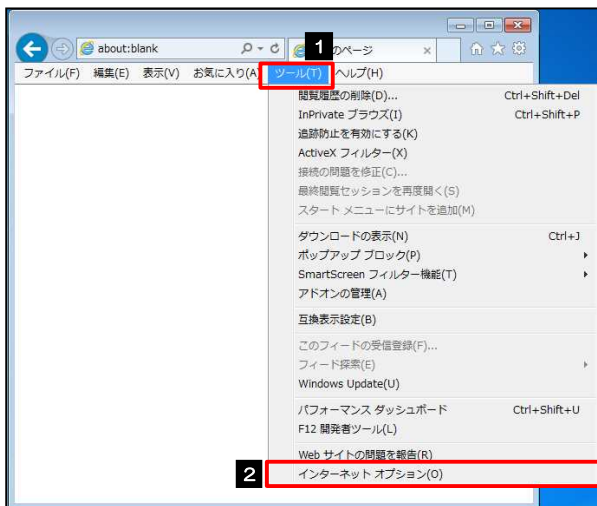 about:blank
1
のページ
ファイル(F) 編集(E) 表示(V) お気に入り(A) ツール(T) ヘルプ(H)
閲覧履歴の削除(D)... Ctrl+Shift+Del
InPrivate ブラウズ(I) Ctrl+Shift+P
追跡防止を有効にする(K)
ActiveX フィルター(X)
接続の問題を修正(C)...
最終閲覧セッションを再度開く(S)
スタート メニューにサイトを追加(M)
ダウンロードの表示(N) Ctrl+J
ポップアップ ブロック(P)
SmartScreen フィルター機能(T)
アドオンの管理(A)
互換表示設定(B)
このフィードの受信登録(F)...
フィード探索(E)
Windows Update(U)
パフォーマンス ダッシュボード Ctrl+Shift+U
F12 開発者ツール(L)
Web サイトの問題を報告(R)
2 インターネット オプション(O)